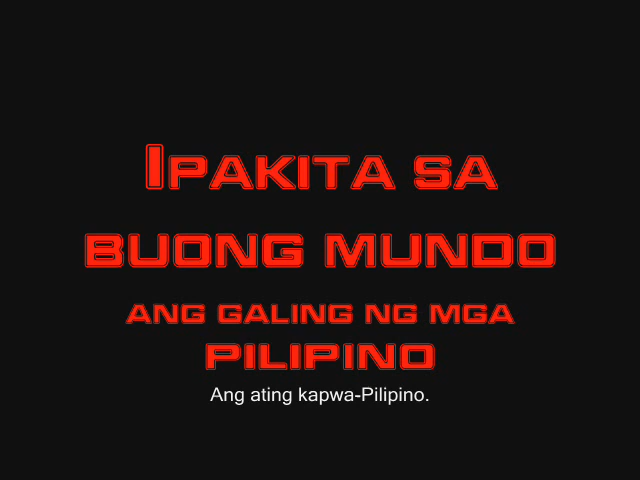 Ipakita sa
buong mundo
ang galing ng mga
Pilipino
Ang ating kapwa-Pilipino.